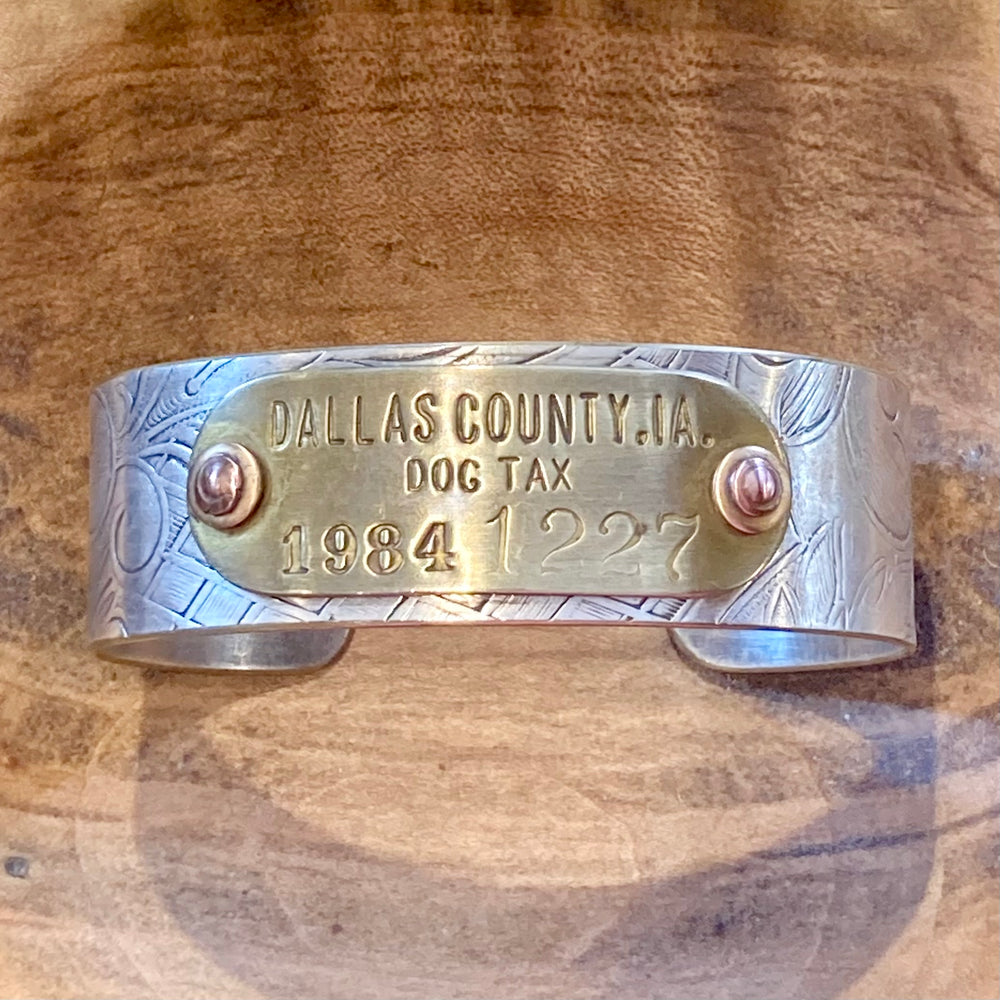 DALLAS COUNTY.IA.
DOG TAX
1984 1227